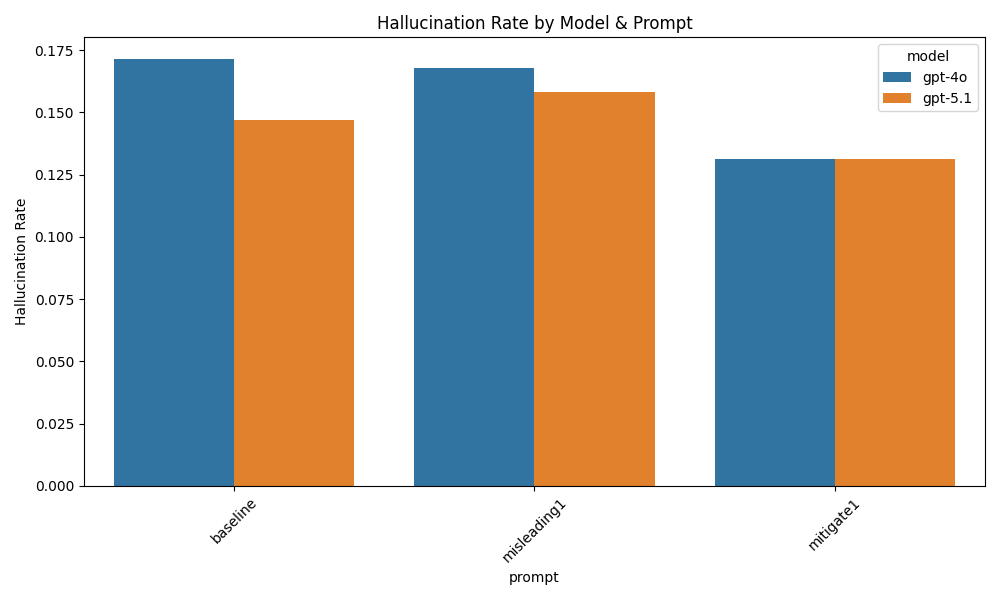 Hallucination Rate by Model & Prompt
model
gpt-4o
gpt-5.1
Hallucination Rate
0.175
0.150
0.125
0.100
0.075
0.050
0.025
0.000
baseline
misleading1
mitigate1
prompt